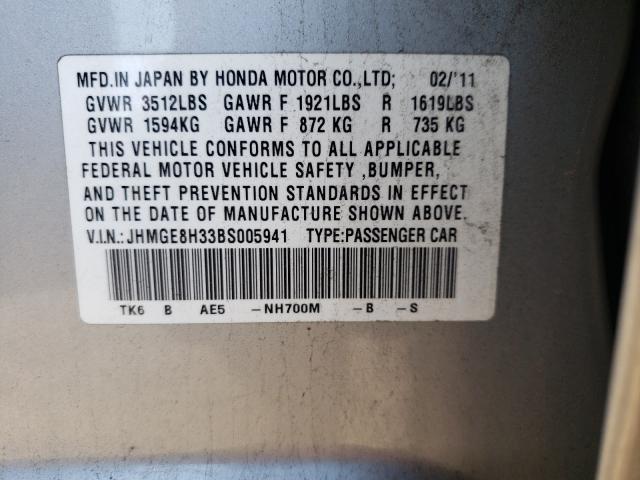 MFD.IN JAPAN BY HONDA MOTOR CO.,LTD; 02/'11
GVWR 3512LBS GAWR F 1921LBS R 1619LBS
GVWR 1594KG GAWR F 872 KG R 735 KG
THIS VEHICLE CONFORMS TO ALL APPLICABLE
FEDERAL MOTOR VEHICLE SAFETY ,BUMPER,
AND THEFT PREVENTION STANDARDS IN EFFECT
ON THE DATE OF MANUFACTURE SHOWN ABOVE.
V.I.N.:JHMGE8H33BS005941 TYPE:PASSENGER CAR
TK6 B AE5 –NH700M –B –S